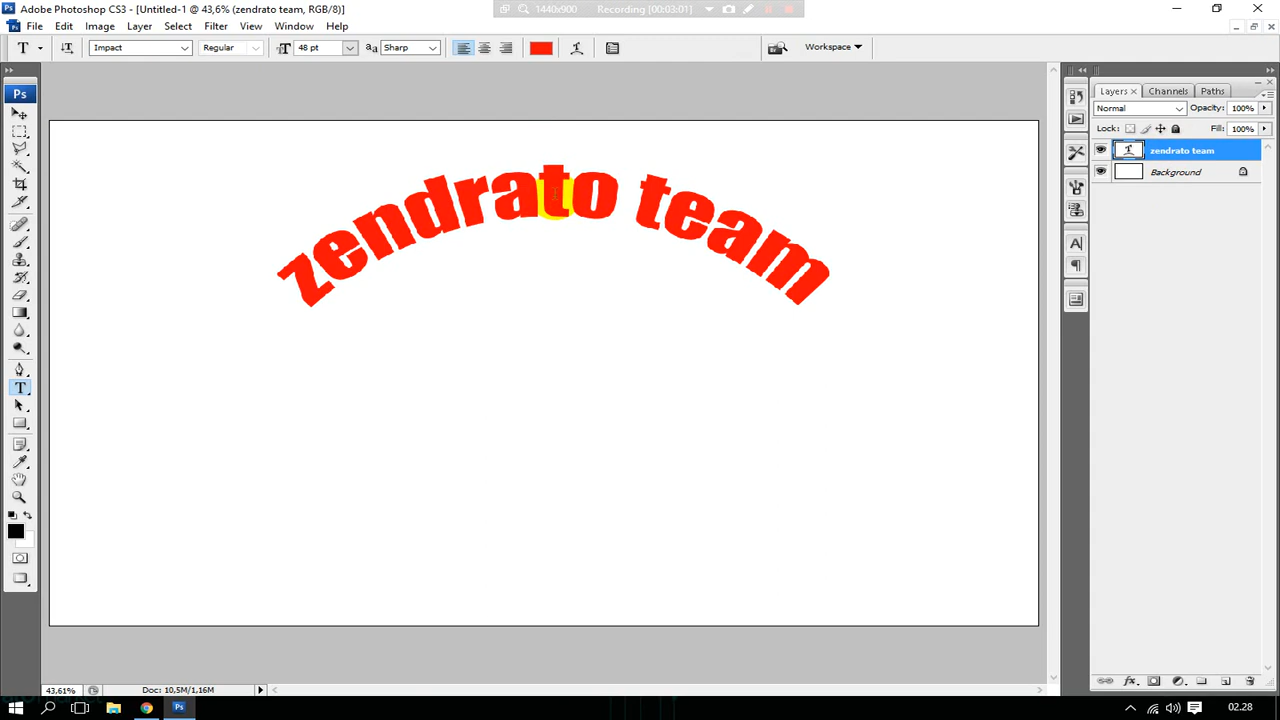 Adobe Photoshop CS3 - [Untitled-1 @ 43,6% (zendrato team, RGB/8)]
1440x900 Recording [00:03:01]
File Edit Image Layer Select Filter View Window Help
T Impact Regular 48 pt aa Sharp Workspace
Ps
Layers × Channels Paths
Normal Opacity: 100%
Lock: Fill: 100%
zendrato team
Background
zendrato team
43,61% Doc: 10,5M/1,16M
02.28